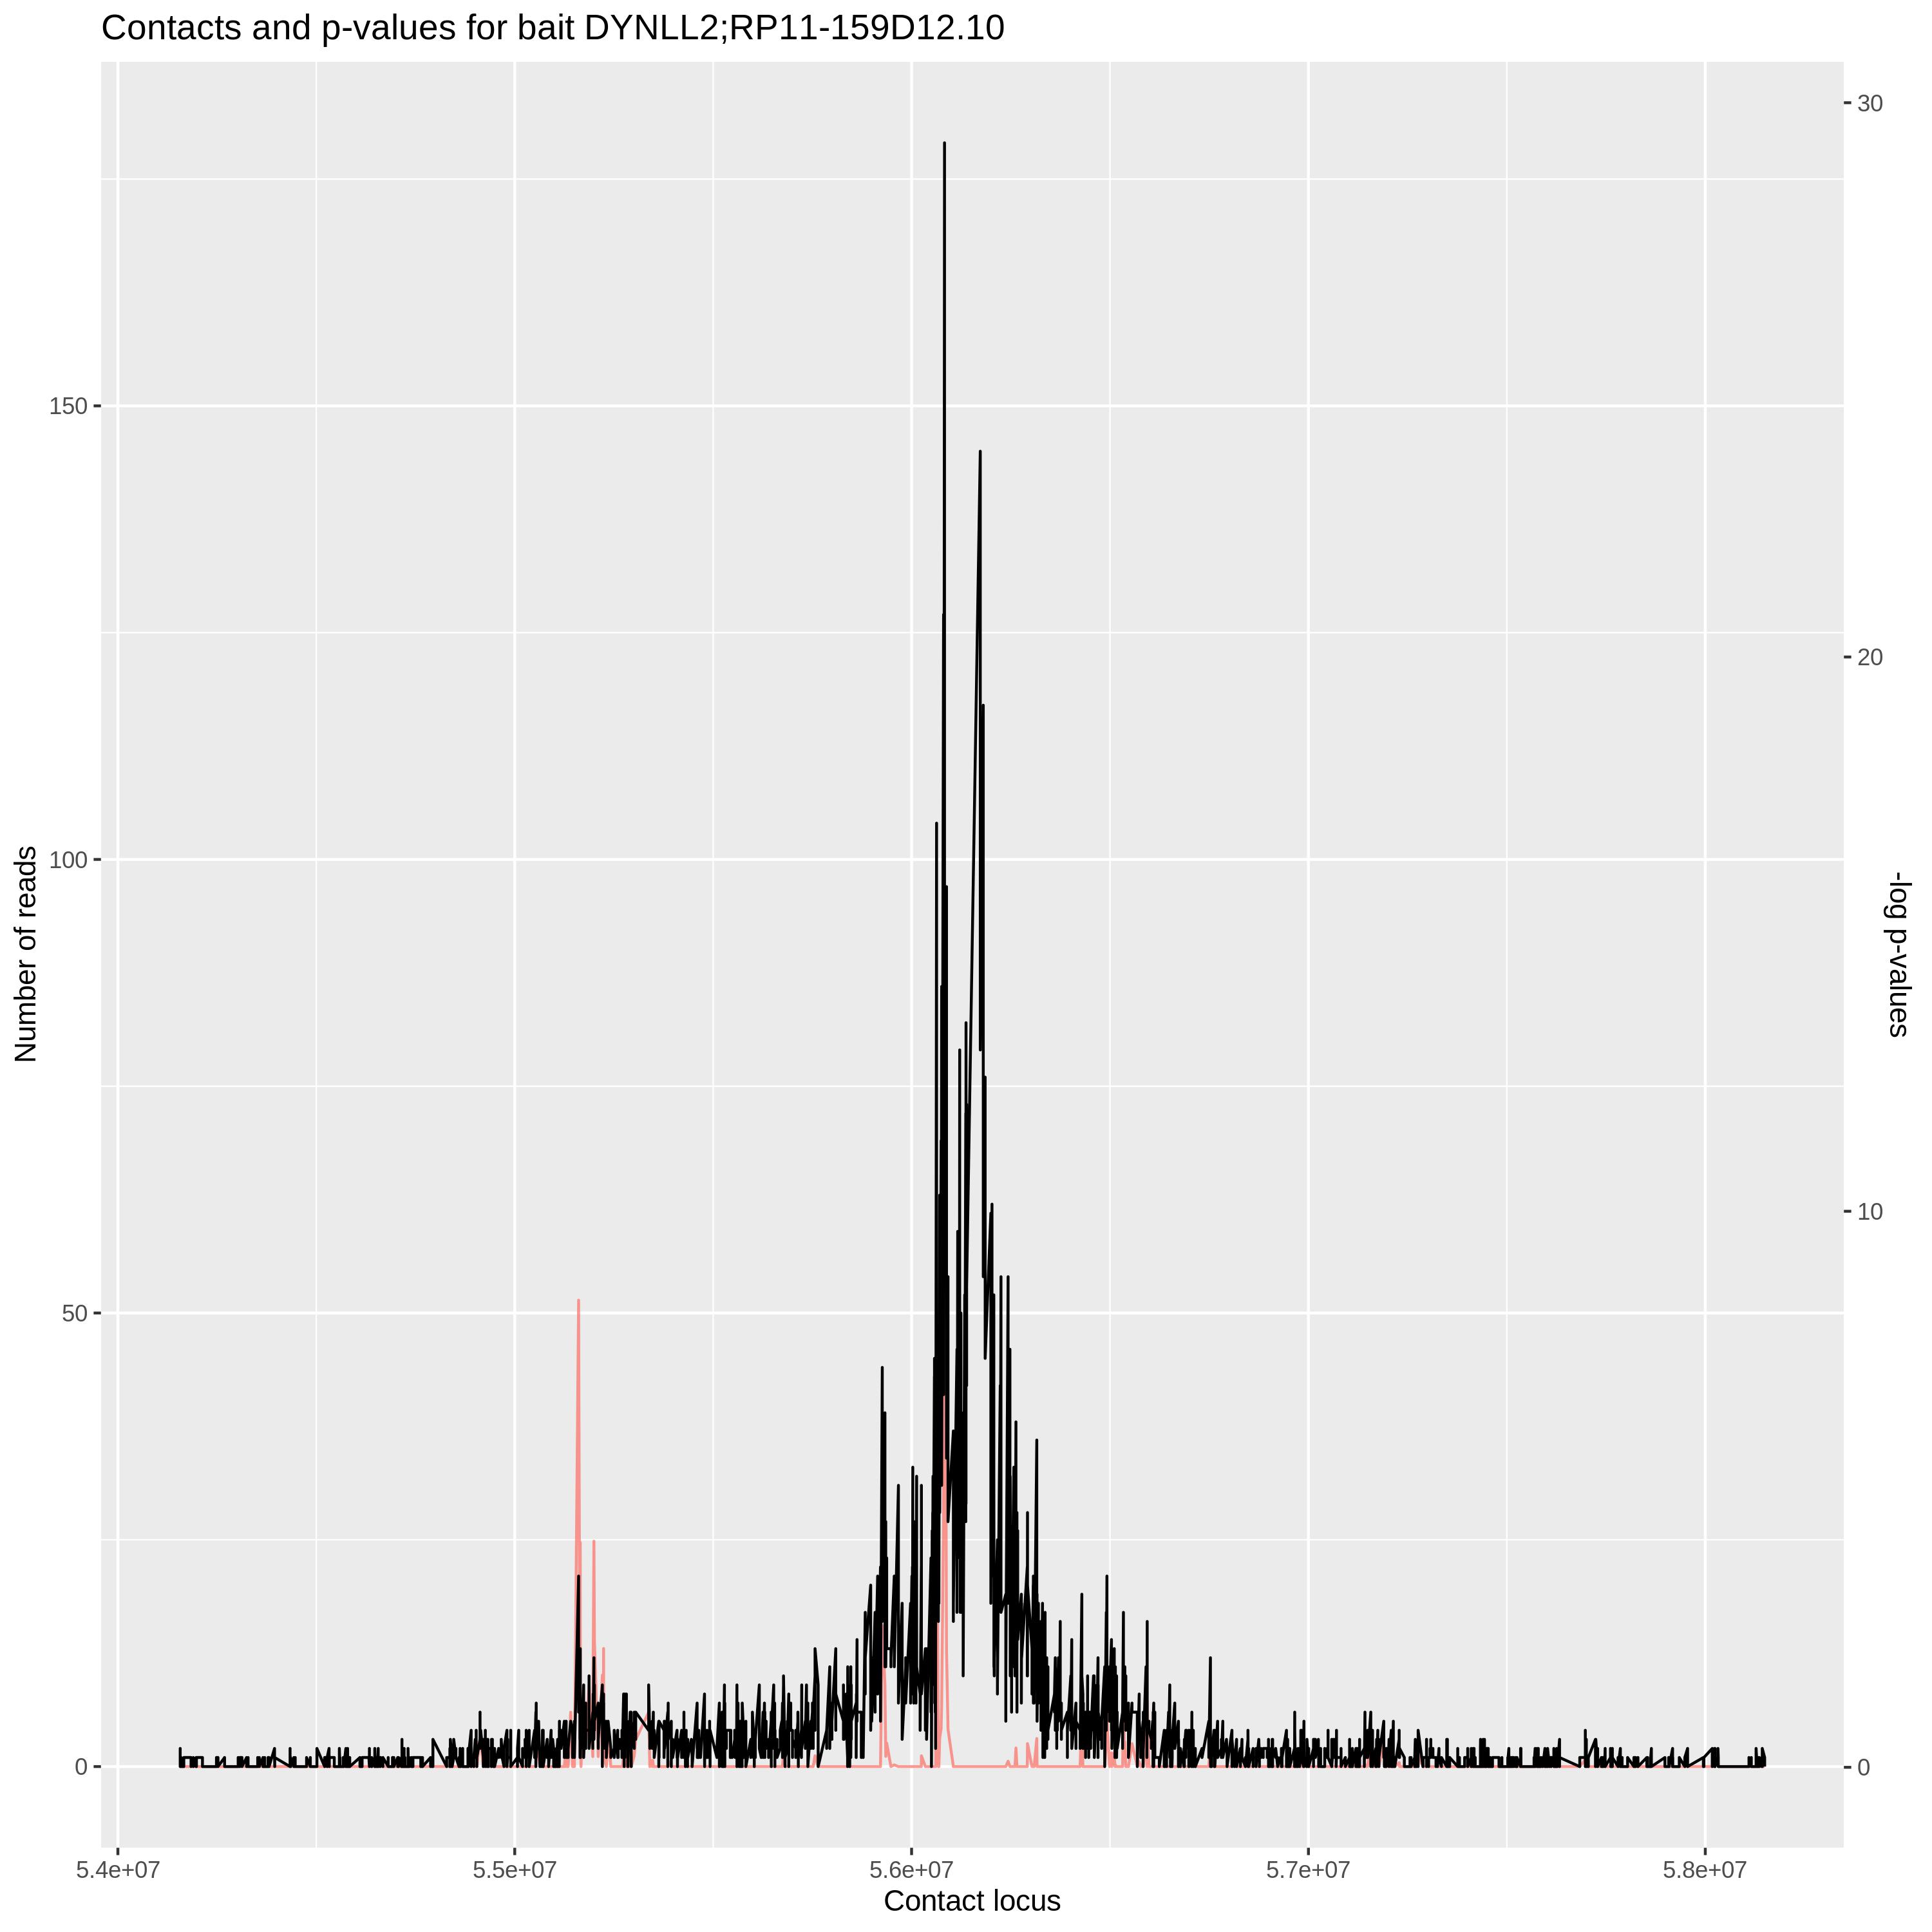 Contacts and p-values for bait DYNLL2;RP11-159D12.10
Number of reads
150
100
50
0
30
20
10
0
-log p-values
5.4e+07 5.5e+07 5.6e+07 5.7e+07 5.8e+07
Contact locus